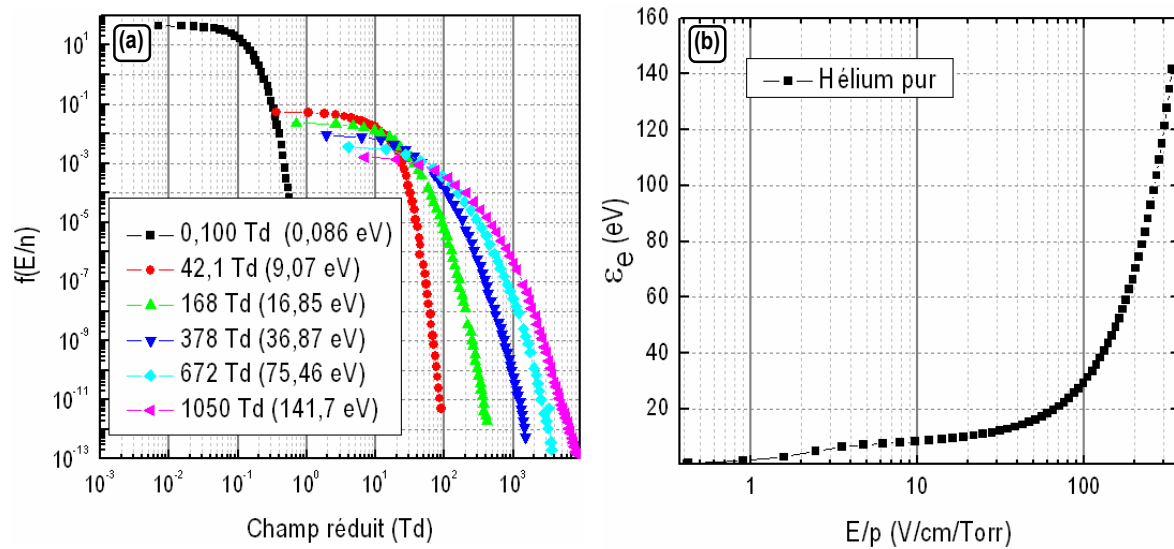 (a)
f(E/n)
10^1
10^-1
10^-3
10^-5
10^-7
10^-9
10^-11
10^-13
0,100 Td (0,086 eV)
42,1 Td (9,07 eV)
168 Td (16,85 eV)
378 Td (36,87 eV)
672 Td (75,46 eV)
1050 Td (141,7 eV)
10^-3 10^-2 10^-1 10^0 10^1 10^2 10^3
Champ réduit (Td)
(b)
ε_e (eV)
160
140
120
100
80
60
40
20
Hélium pur
1 10 100
E/p (V/cm/Torr)